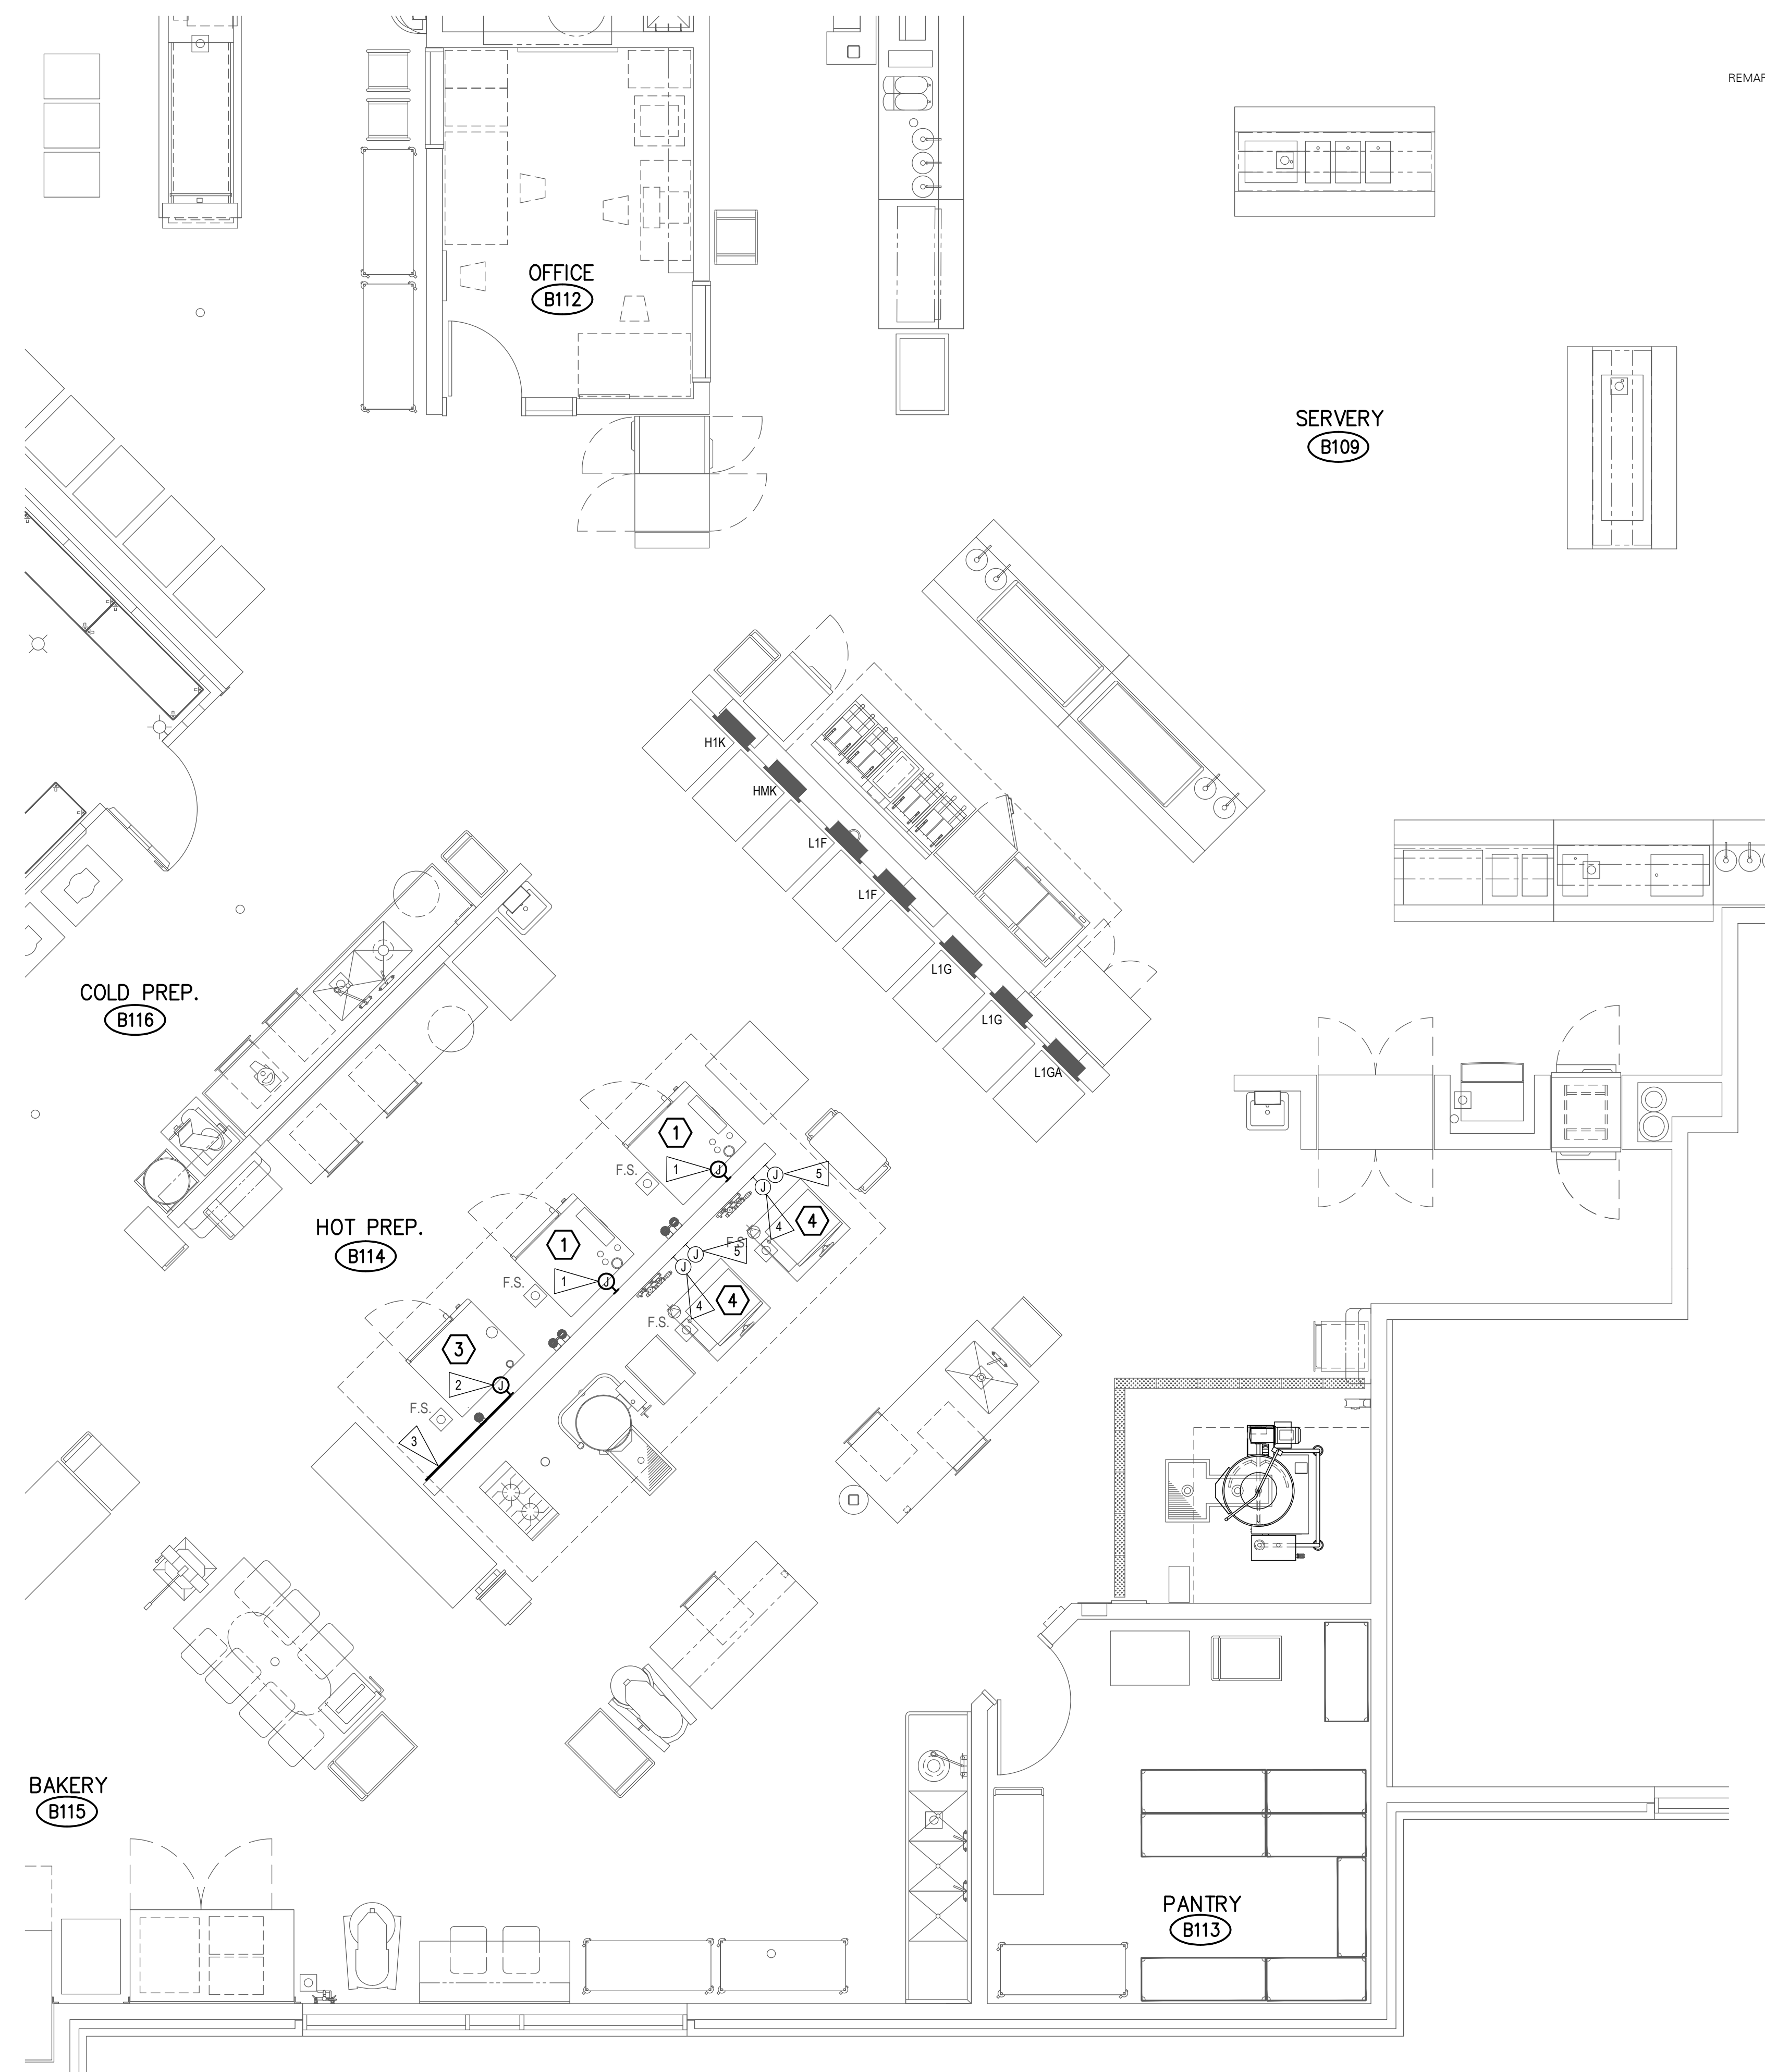 REMAR
OFFICE
B112
SERVERY
B109
H1K
HMK
L1F
L1F
L1G
L1G
L1GA
COLD PREP.
B116
HOT PREP.
B114
1
F.S.
1
J
J
5
J
4
4
F.S.
1
F.S.
1
J
J
5
J
4
4
F.S.
3
2
J
F.S.
3
BAKERY
B115
PANTRY
B113